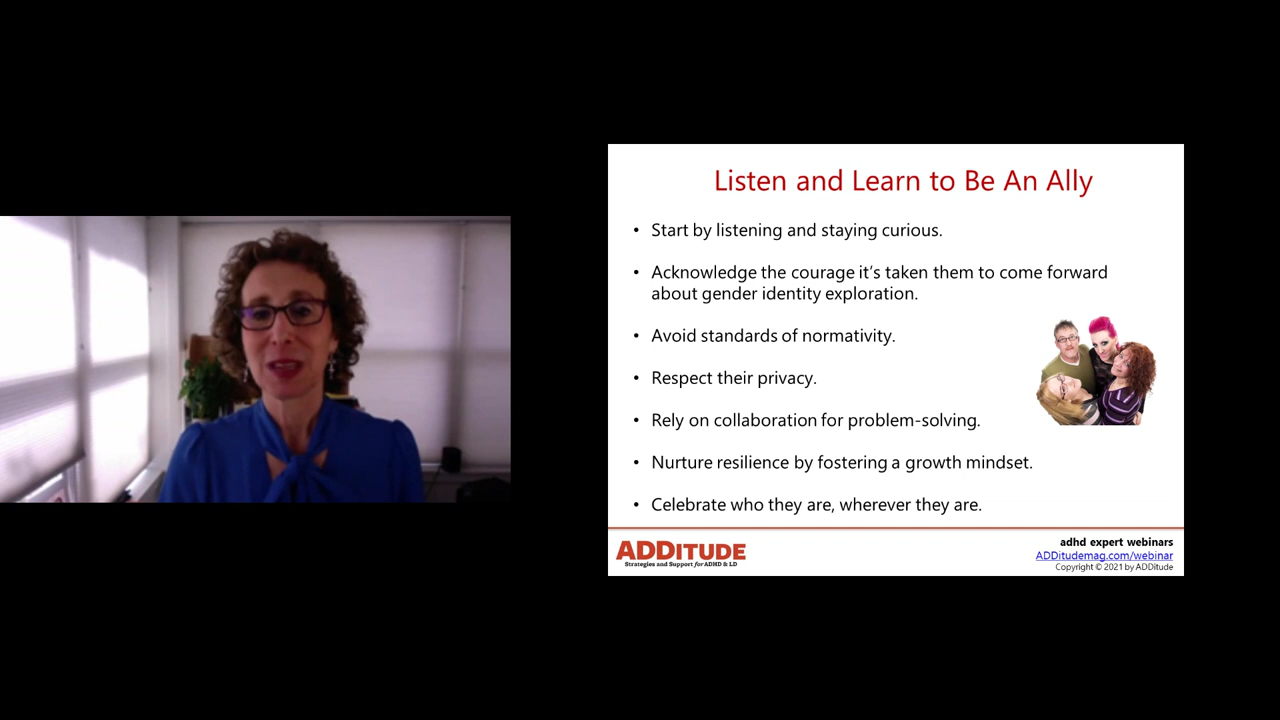 Listen and Learn to Be An Ally
• Start by listening and staying curious.
• Acknowledge the courage it's taken them to come forward
about gender identity exploration.
• Avoid standards of normativity.
• Respect their privacy.
• Rely on collaboration for problem-solving.
• Nurture resilience by fostering a growth mindset.
• Celebrate who they are, wherever they are.
ADDITUDE
Strategies and Support for ADHD & LD
adhd expert webinars
ADDitudemag.com/webinar
Copyright © 2021 by ADDitude